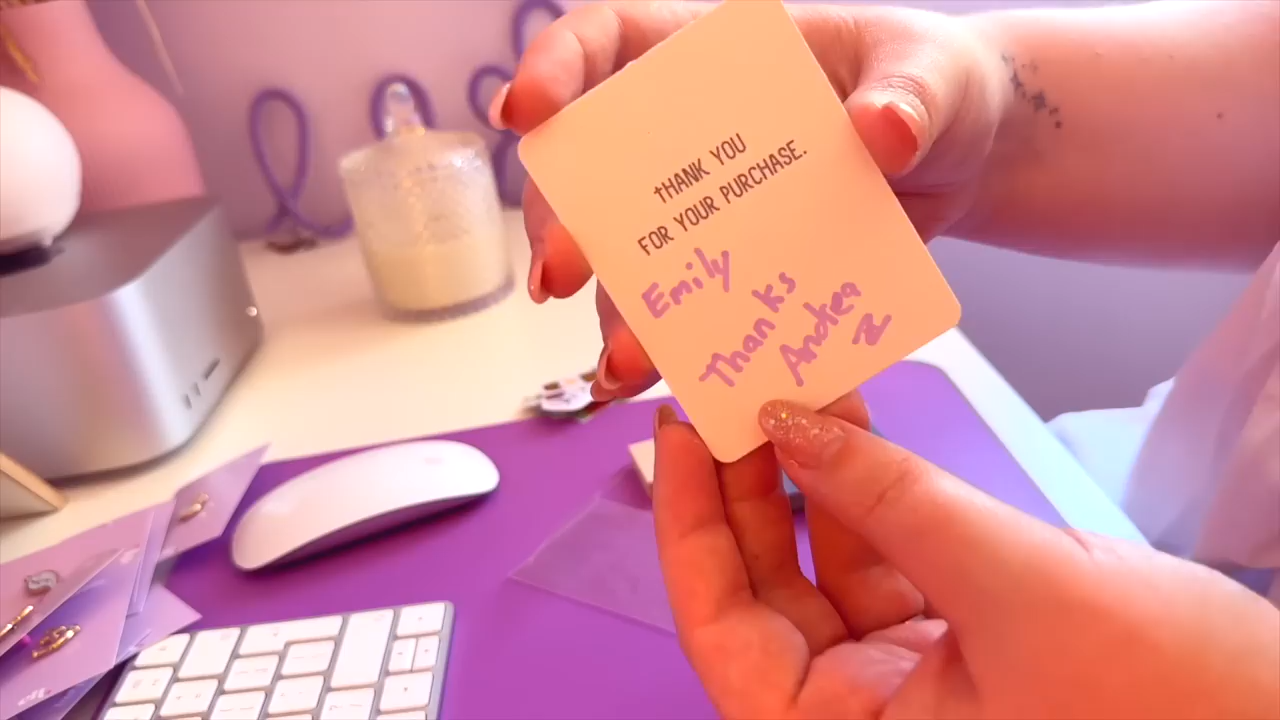 THANK YOU
FOR YOUR PURCHASE.
Emily
Thanks
Andrea